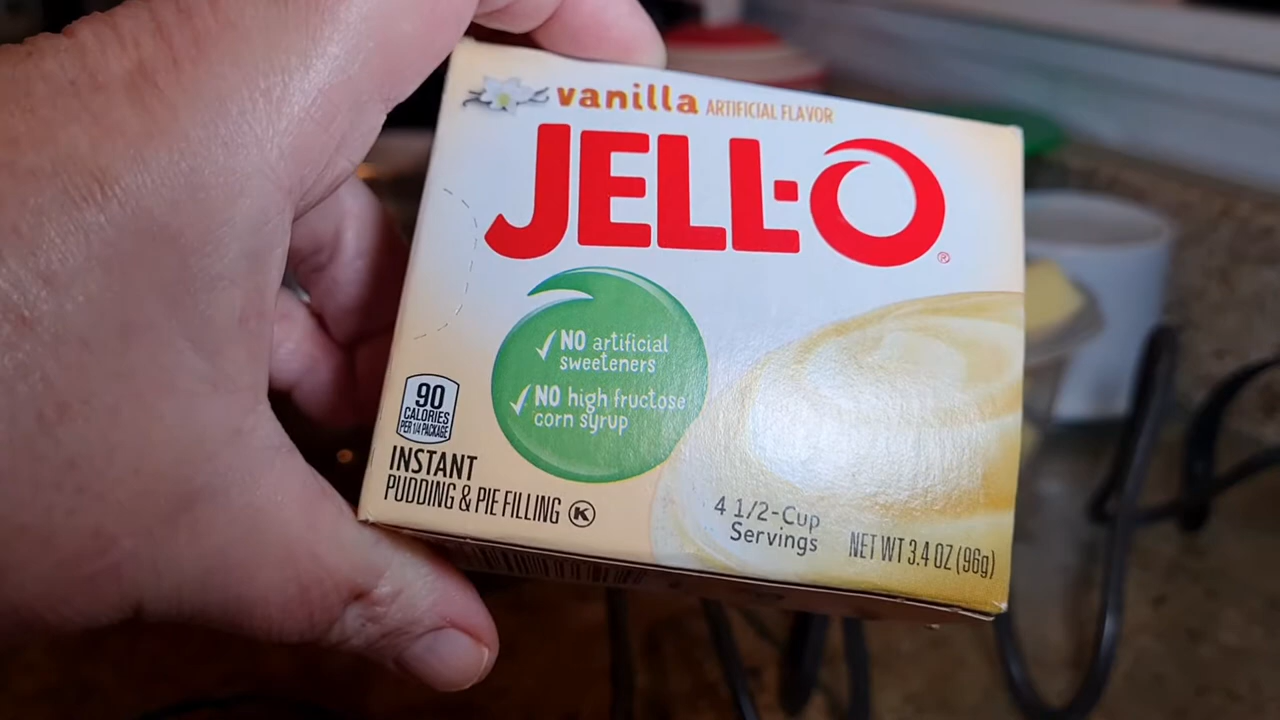 vanilla ARTIFICIAL FLAVOR
JELL-O®
✓NO artificial
sweeteners
✓NO high fructose
corn syrup
90
CALORIES
PER 1/4 PACKAGE
INSTANT
PUDDING & PIE FILLING K
4 1/2-Cup
Servings
NET WT 3.4 OZ (96g)